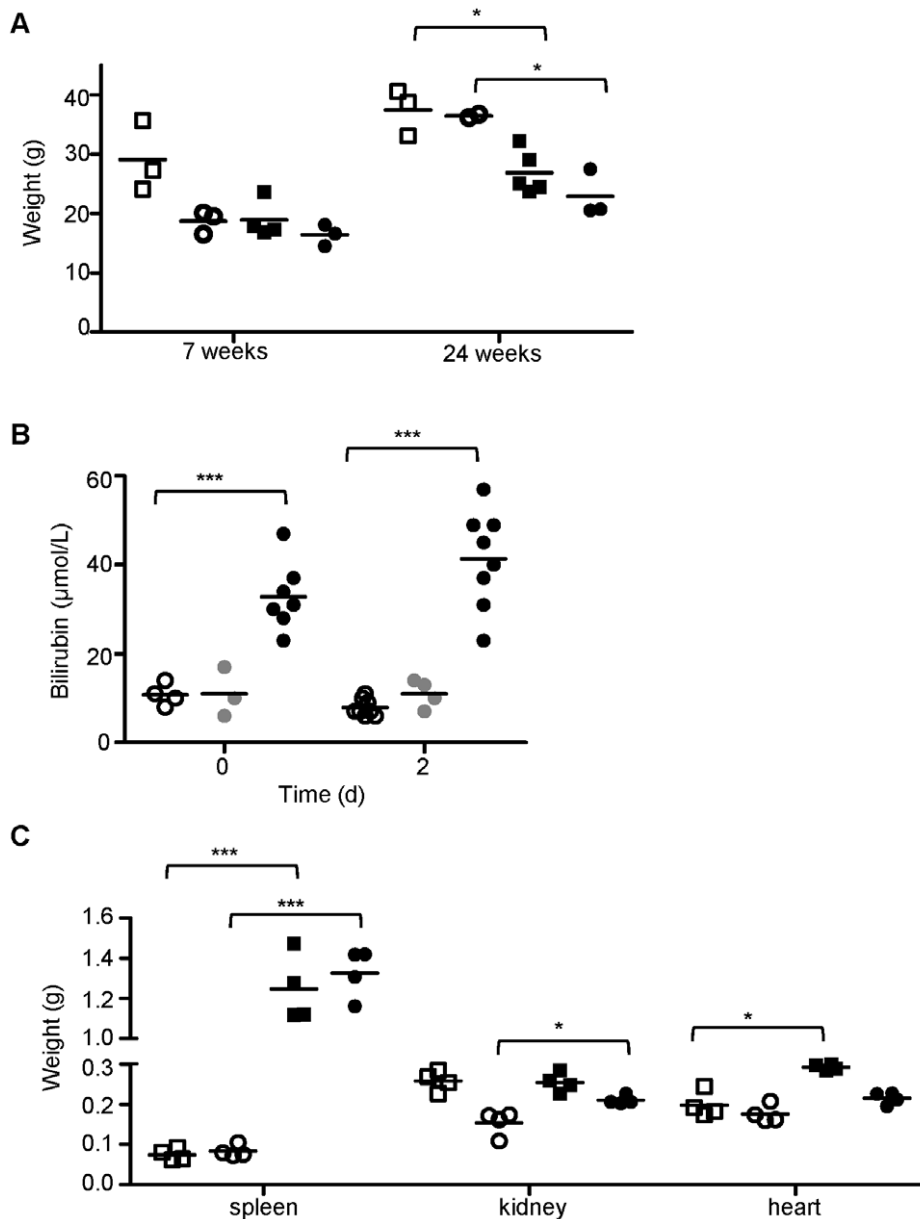 A
*
*
Weight (g)
40
30
20
10
0
7 weeks
24 weeks
B
***
***
Bilirubin (µmol/L)
60
40
20
0
0
2
Time (d)
C
***
***
*
*
Weight (g)
1.6
1.4
1.2
1.0
0.3
0.2
0.1
0.0
spleen
kidney
heart